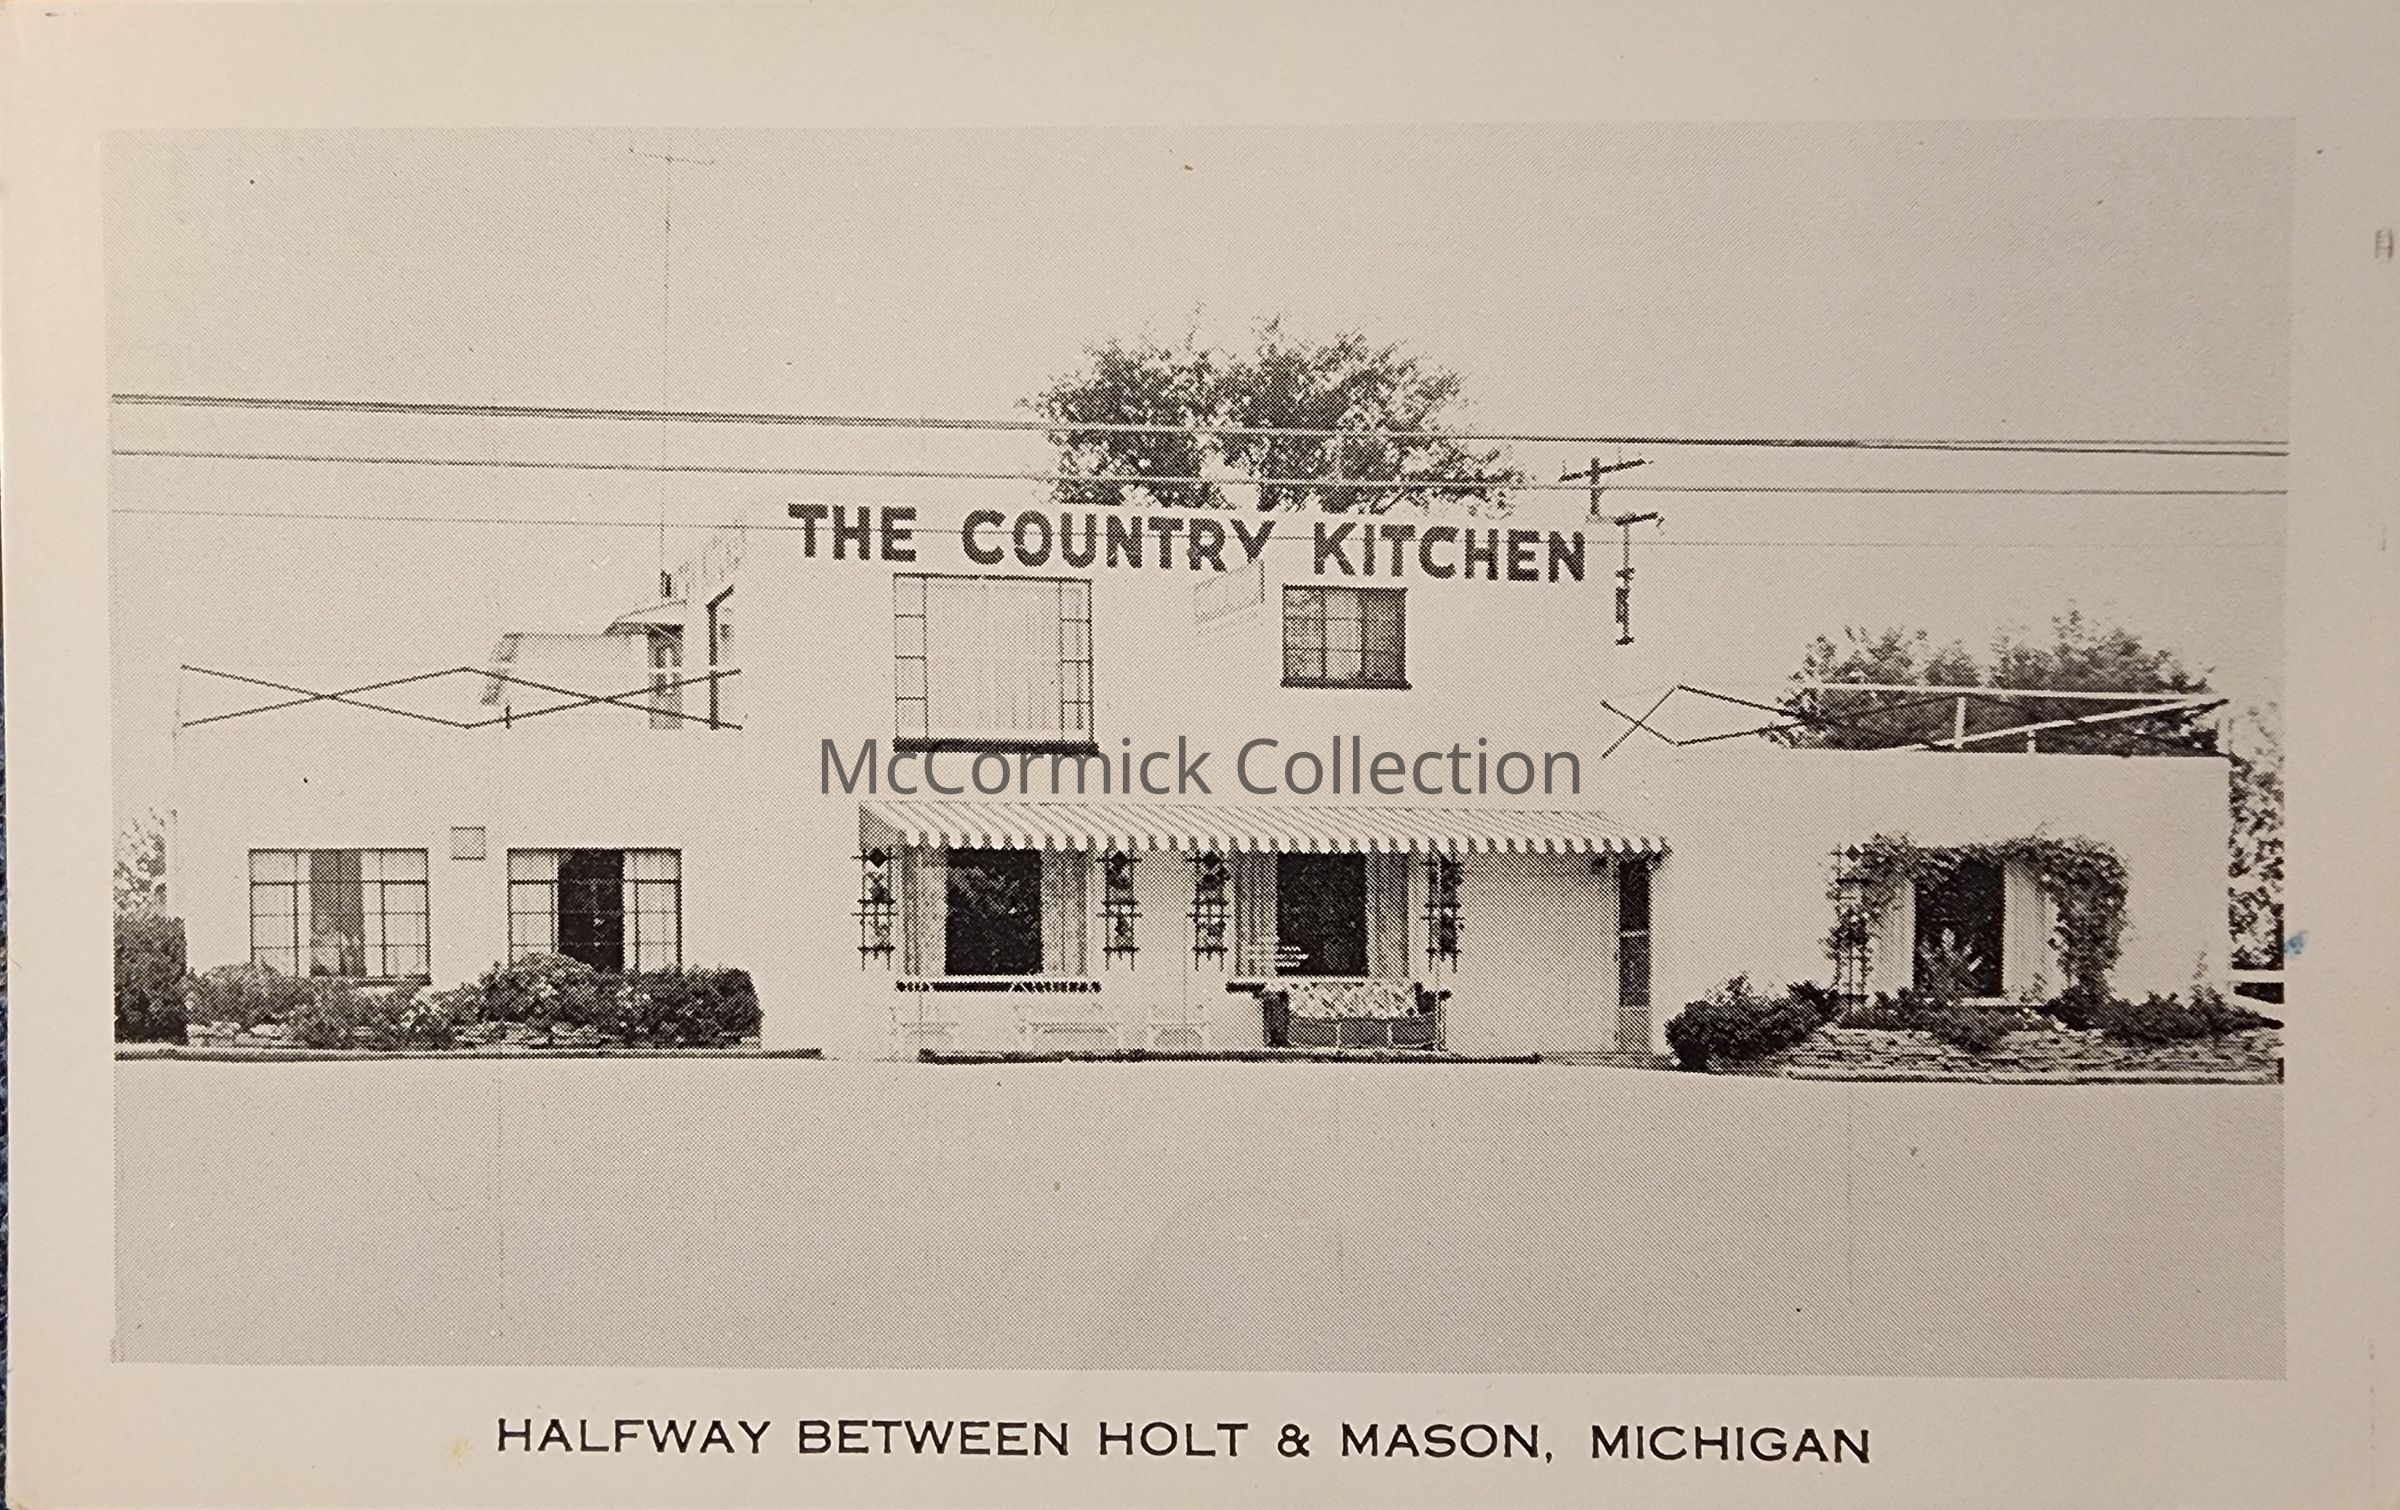 THE COUNTRY KITCHEN
McCormick Collection
HALFWAY BETWEEN HOLT & MASON, MICHIGAN